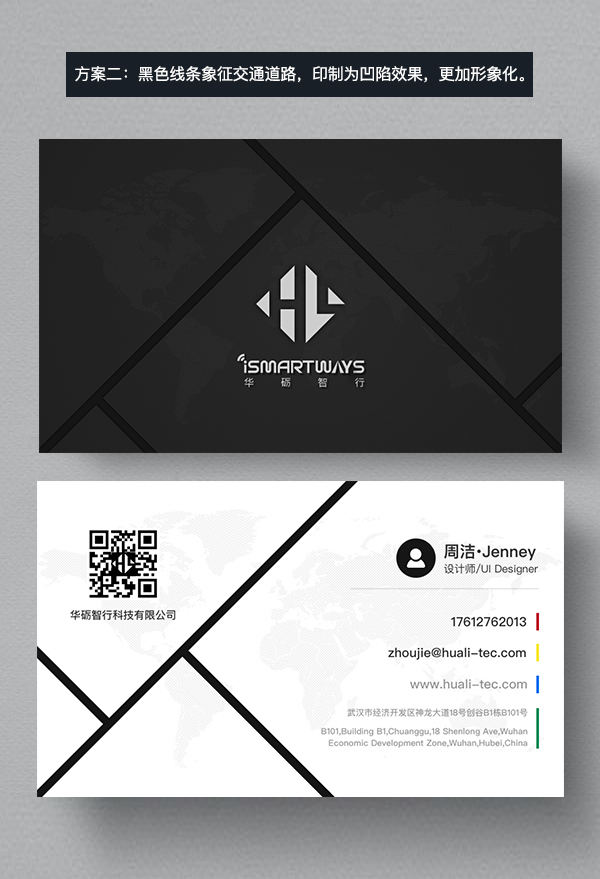 方案二：黑色线条象征交通道路，印制为凹陷效果，更加形象化。
iSMARTWAYS
华砺智行
华砺智行科技有限公司
周洁·Jenney
设计师/UI Designer
17612762013
zhoujie@huali-tec.com
www.huali-tec.com
武汉市经济开发区神龙大道18号创谷B1栋B101号
B101,Building B1,Chuanggu,18 Shenlong Ave,Wuhan
Economic Development Zone,Wuhan,Hubei,China